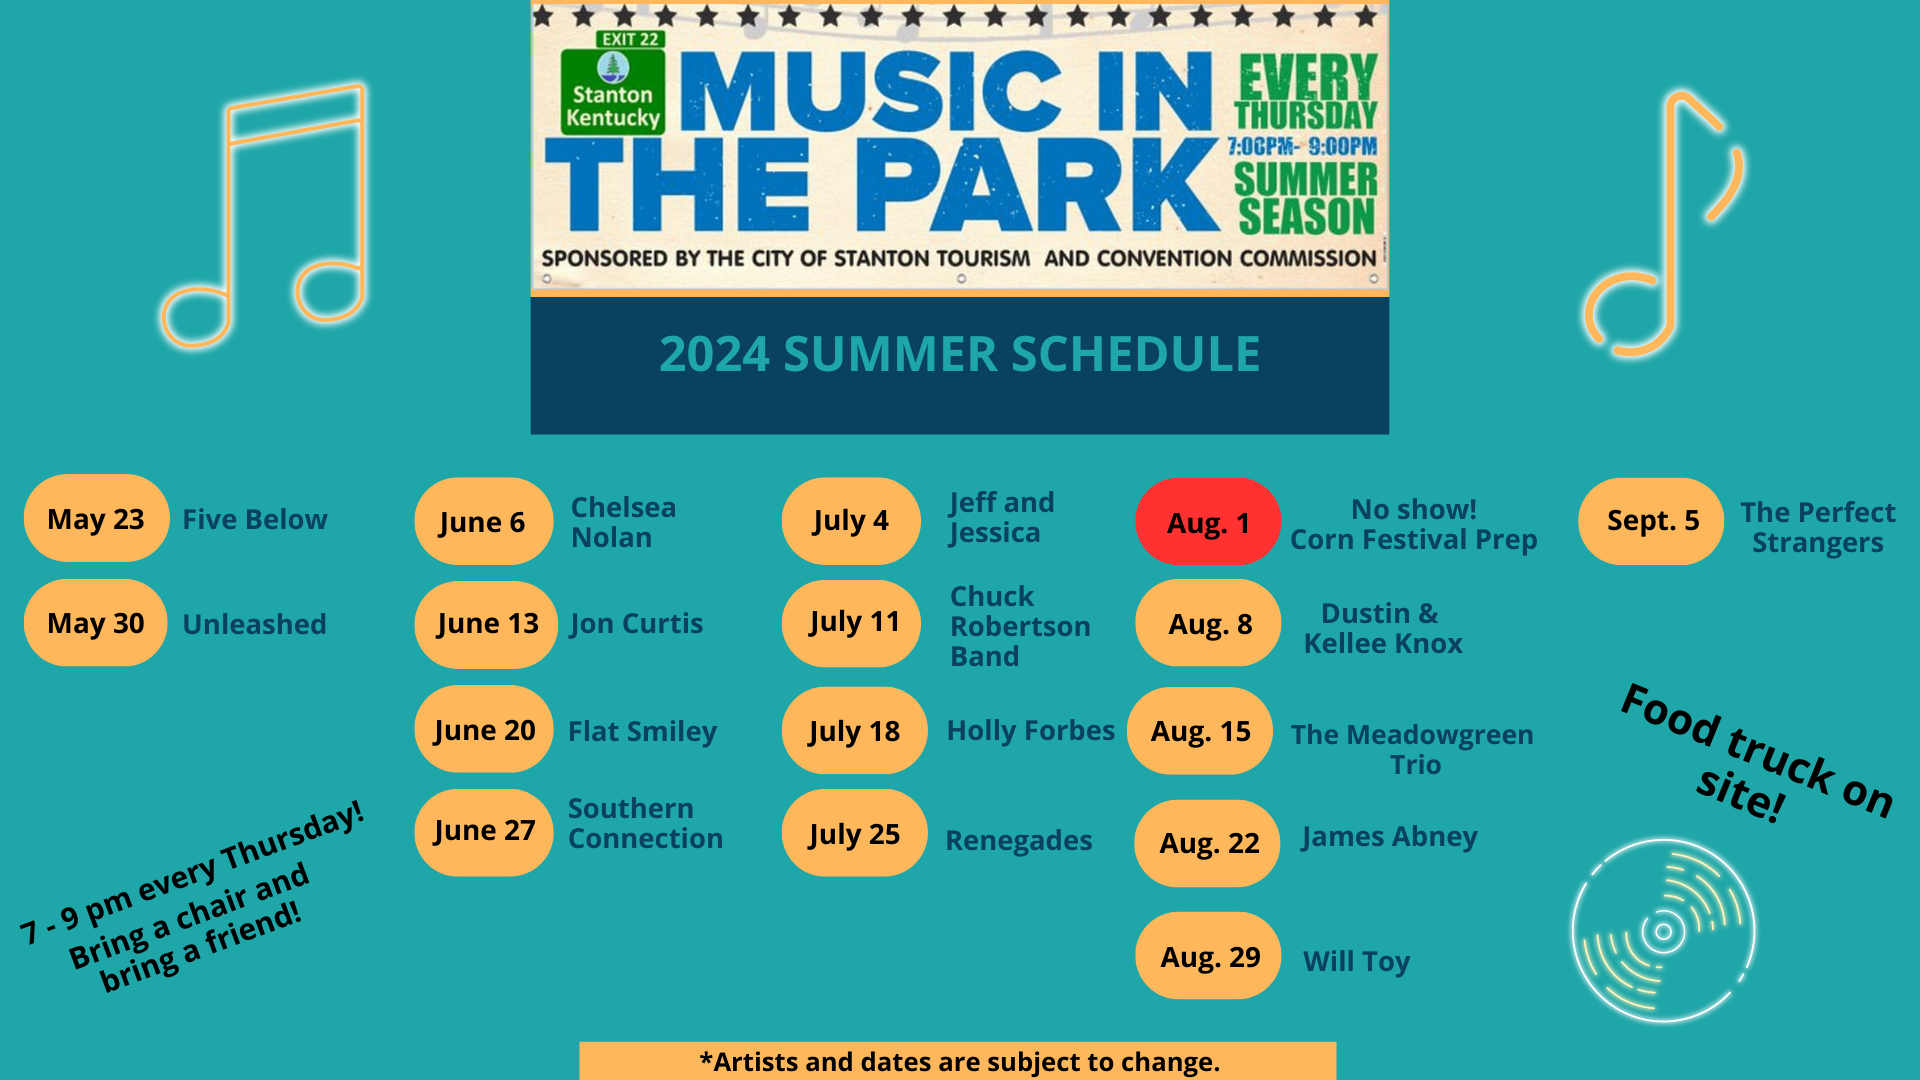 EXIT 22
Stanton
Kentucky
MUSIC IN
THE PARK
EVERY
THURSDAY
7:00PM- 9:00PM
SUMMER
SEASON
SPONSORED BY THE CITY OF STANTON TOURISM AND CONVENTION COMMISSION
2024 SUMMER SCHEDULE
May 23
Five Below
May 30
Unleashed
June 6
Chelsea
Nolan
June 13
Jon Curtis
June 20
Flat Smiley
June 27
Southern
Connection
July 4
Jeff and
Jessica
July 11
Chuck
Robertson
Band
July 18
Holly Forbes
July 25
Renegades
Aug. 1
No show!
Corn Festival Prep
Aug. 8
Dustin &
Kellee Knox
Aug. 15
The Meadowgreen
Trio
Aug. 22
James Abney
Aug. 29
Will Toy
Sept. 5
The Perfect
Strangers
7 - 9 pm every Thursday!
Bring a chair and
bring a friend!
Food truck on
site!
*Artists and dates are subject to change.